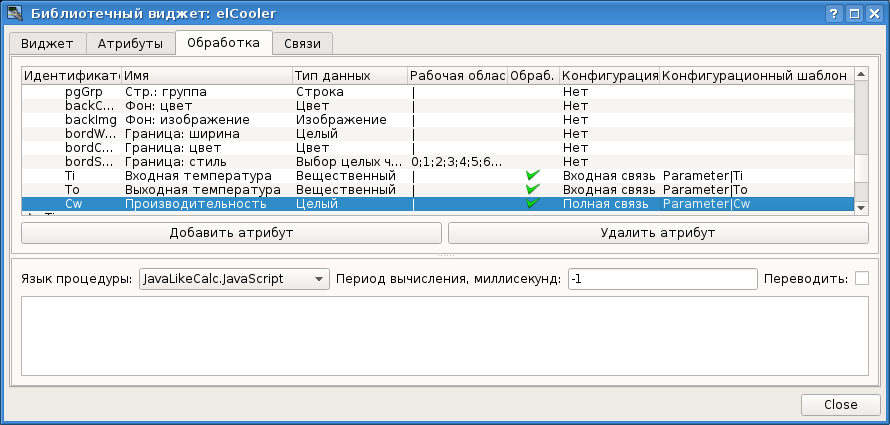 Библиотечный виджет: elCooler
Виджет Атрибуты Обработка Связи
Идентификат Имя Тип данных Рабочая облас Обраб. Конфигурация Конфигурационный шаблон
pgGrp Стр.: группа Строка | Нет
backC... Фон: цвет Цвет | Нет
backImg Фон: изображение Изображение | Нет
bordW... Граница: ширина Целый | Нет
bordC... Граница: цвет Цвет | Нет
bordS... Граница: стиль Выбор целых ч... 0;1;2;3;4;5;6... Нет
Ti Входная температура Вещественный | Входная связь Parameter|Ti
To Выходная температура Вещественный | Входная связь Parameter|To
Cw Производительность Целый | Полная связь Parameter|Cw
Добавить атрибут Удалить атрибут
Язык процедуры: JavaLikeCalc.JavaScript Период вычисления, миллисекунд: -1 Переводить:
Close